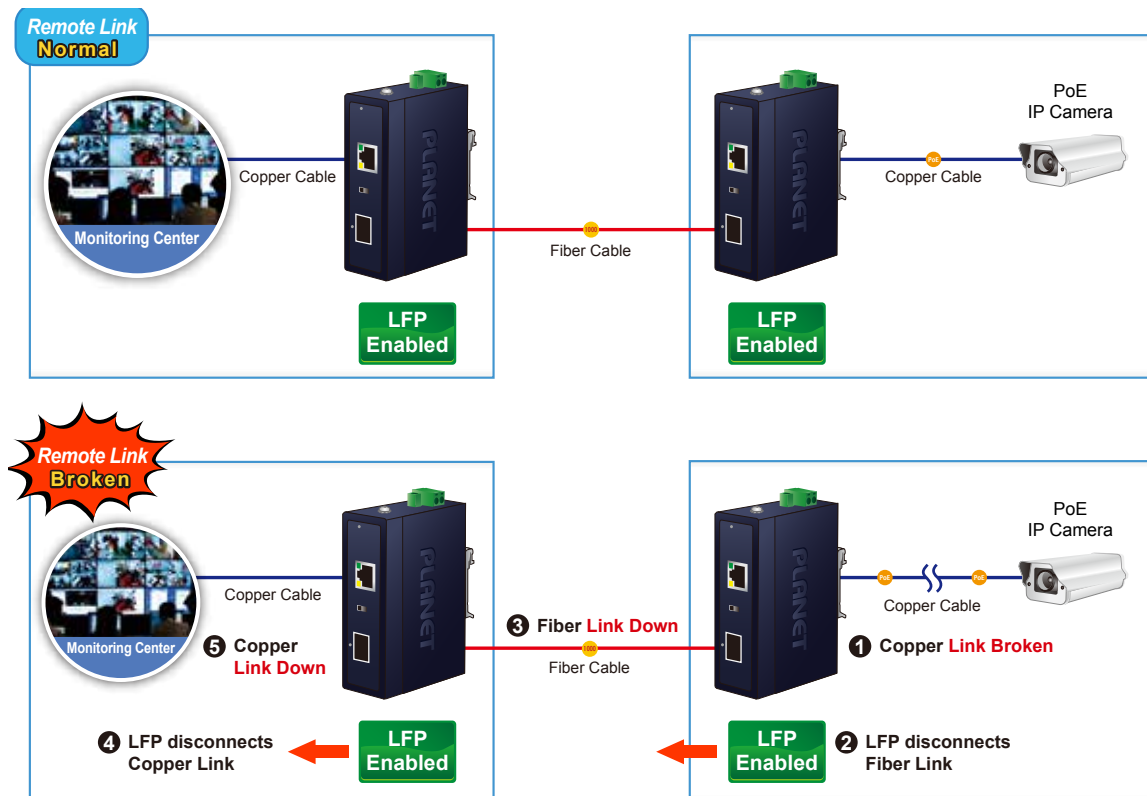 Remote Link
Normal
PoE
IP Camera
PLANET
PLANET
Copper Cable
PoE
Copper Cable
Monitoring Center
1000
Fiber Cable
LFP
Enabled
LFP
Enabled
Remote Link
Broken
PoE
IP Camera
PLANET
PLANET
PoE
PoE
Copper Cable
Copper Cable
Monitoring Center
5 Copper
Link Down
3 Fiber Link Down
1000
Fiber Cable
1 Copper Link Broken
4 LFP disconnects
Copper Link
LFP
Enabled
LFP
Enabled
2 LFP disconnects
Fiber Link